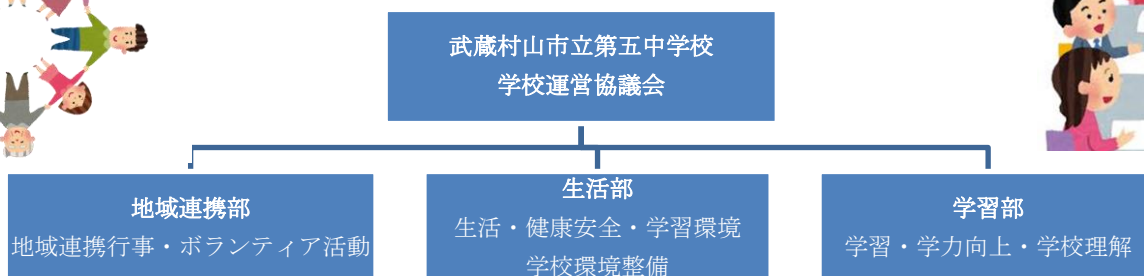 武蔵村山市立第五中学校
学校運営協議会
地域連携部
地域連携行事・ボランティア活動
生活部
生活・健康安全・学習環境
学校環境整備
学習部
学習・学力向上・学校理解